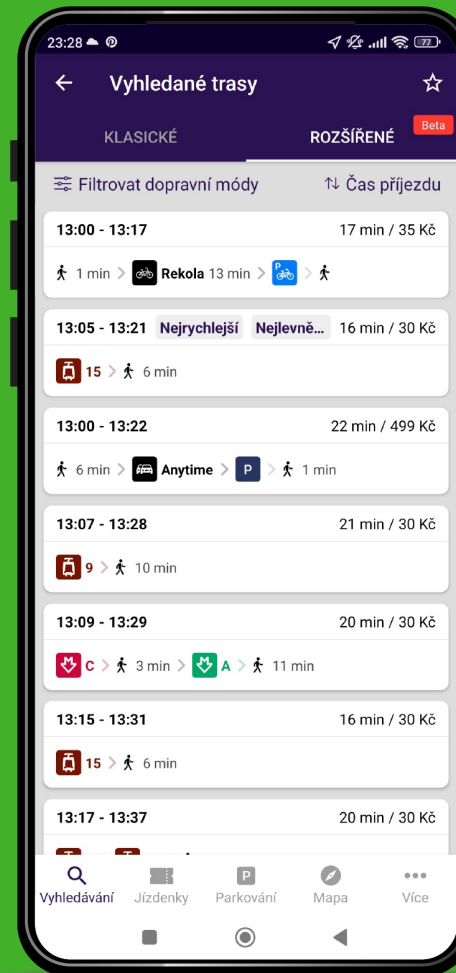 23:28 77
Vyhledané trasy
Beta
KLASICKÉ ROZŠÍŘENÉ
Filtrovat dopravní módy Čas příjezdu
13:00 - 13:17 17 min / 35 Kč
1 min > Rekola 13 min > P >
13:05 - 13:21 Nejrychlejší Nejlevně... 16 min / 30 Kč
15 > 6 min
13:00 - 13:22 22 min / 499 Kč
6 min > Anytime > P > 1 min
13:07 - 13:28 21 min / 30 Kč
9 > 10 min
13:09 - 13:29 20 min / 30 Kč
C > 3 min > A > 11 min
13:15 - 13:31 16 min / 30 Kč
15 > 6 min
13:17 - 13:37 20 min / 30 Kč
P
Vyhledávání Jízdenky Parkování Mapa Více